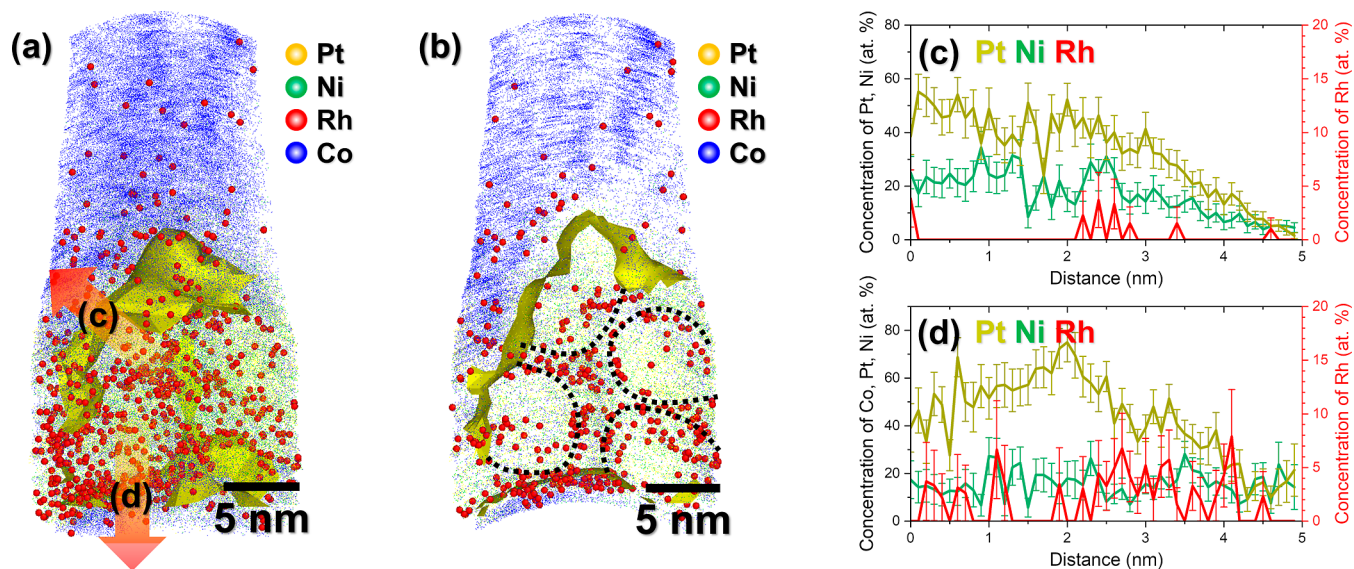 (a)
Pt
Ni
Rh
Co
(c)
(d)
5 nm
(b)
Pt
Ni
Rh
Co
5 nm
(c) Pt Ni Rh
Concentration of Pt, Ni (at. %)
80
60
40
20
0
Concentration of Rh (at. %)
20
15
10
5
0
0 1 2 3 4 5
Distance (nm)
(d) Pt Ni Rh
Concentration of Co, Pt, Ni (at. %)
80
60
40
20
0
Concentration of Rh (at. %)
20
15
10
5
0
0 1 2 3 4 5
Distance (nm)